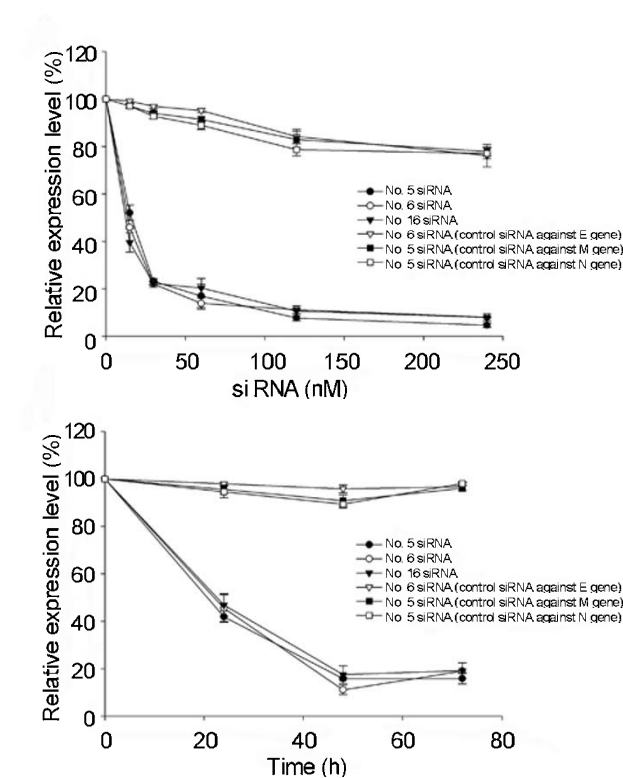 120
100
80
60
40
20
0
Relative expression level (%)
No. 5 siRNA
No. 6 siRNA
No 16 siRNA
No 6 siRNA (control siRNA against E gene)
No 5 siRNA (control siRNA against M gene)
No 5 siRNA (control siRNA against N gene)
0 50 100 150 200 250
si RNA (nM)
120
100
80
60
40
20
0
Relative expression level (%)
No. 5 siRNA
No. 6 siRNA
No 16 siRNA
No 6 siRNA (control siRNA against E gene)
No 5 siRNA (control siRNA against M gene)
No 5 siRNA (control siRNA against N gene)
0 20 40 60 80
Time (h)